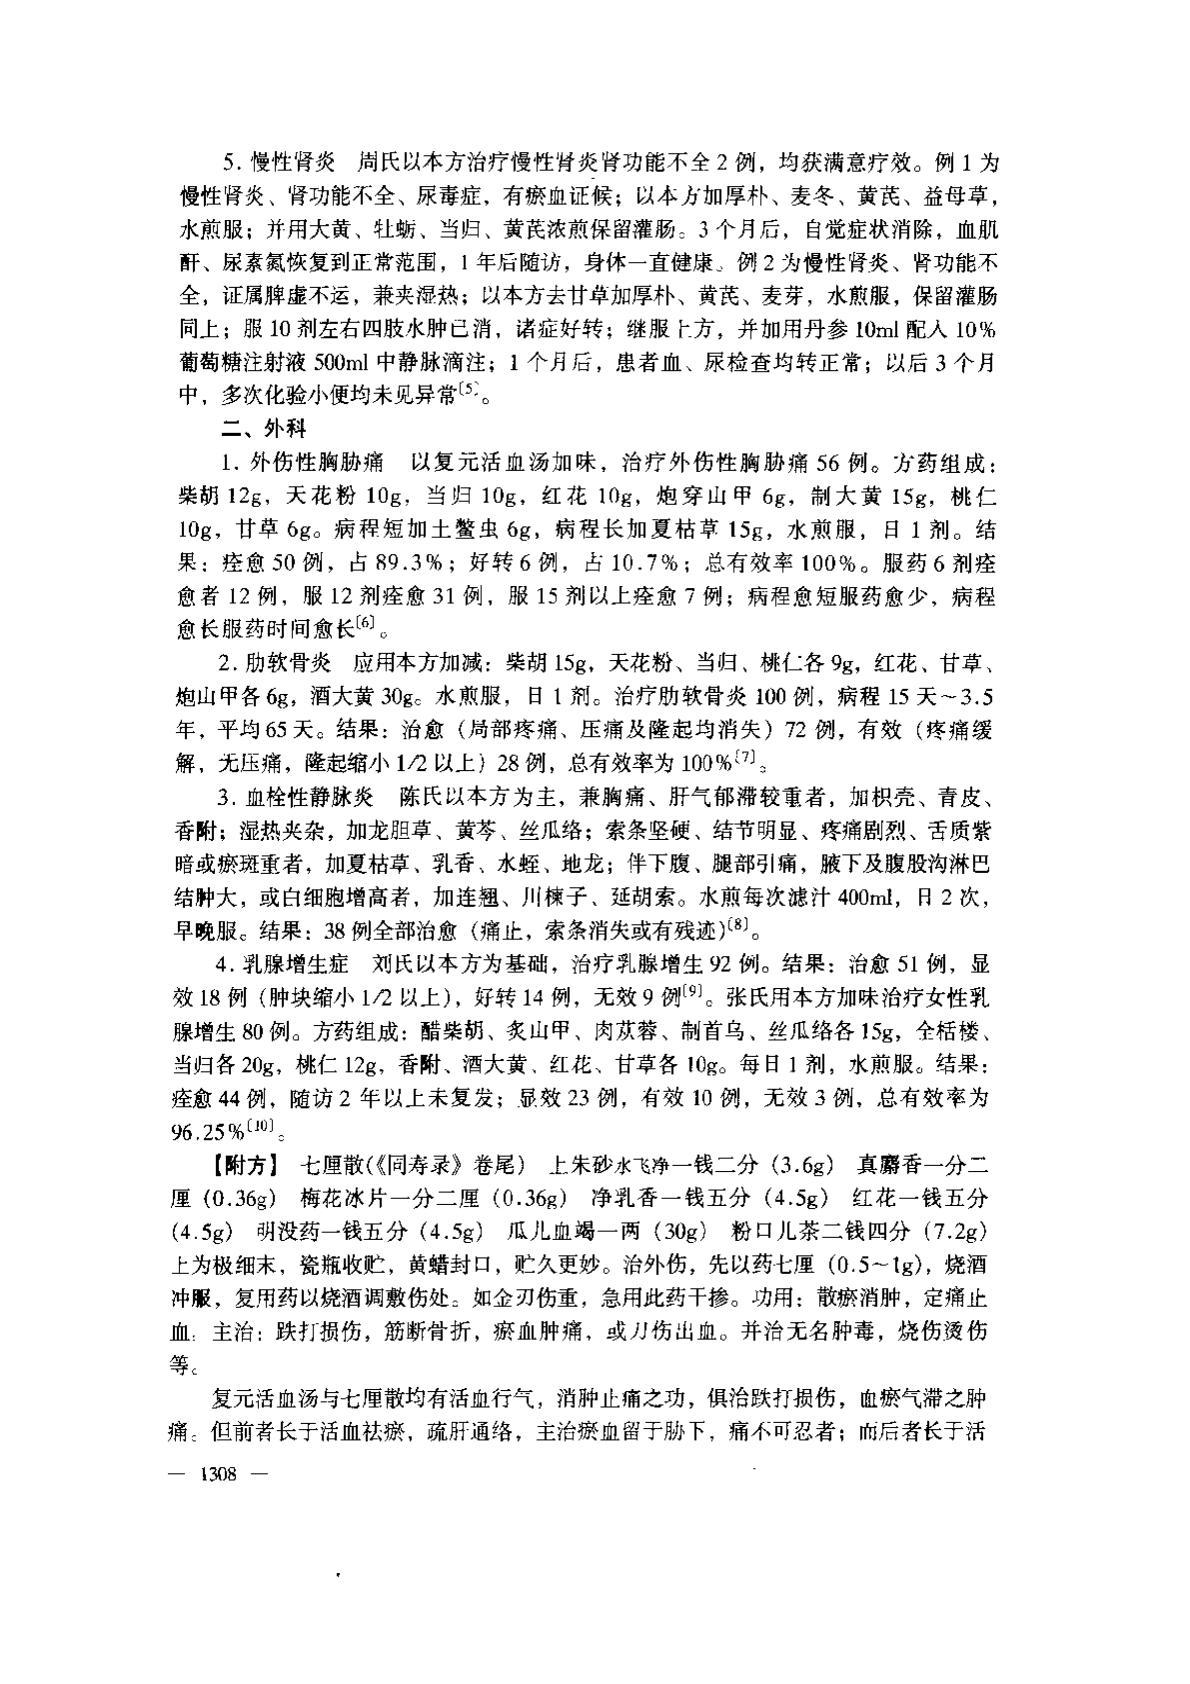 5. 慢性肾炎 周氏以本方治疗慢性肾炎肾功能不全 2 例，均获满意疗效。例 1 为
慢性肾炎、肾功能不全、尿毒症，有瘀血证候；以本方加厚朴、麦冬、黄芪、益母草，
水煎服；并用大黄、牡蛎、当归、黄芪浓煎保留灌肠。3 个月后，自觉症状消除，血肌
酐、尿素氮恢复到正常范围，1 年后随访，身体一直健康。例 2 为慢性肾炎、肾功能不
全，证属脾虚不运，兼夹湿热；以本方去甘草加厚朴、黄芪、麦芽，水煎服，保留灌肠
同上；服 10 剂左右四肢水肿已消，诸症好转；继服上方，并加用丹参 10ml 配入 10%
葡萄糖注射液 500ml 中静脉滴注；1 个月后，患者血、尿检查均转正常；以后 3 个月
中，多次化验小便均未见异常〔5〕。
二、外科
1. 外伤性胸胁痛 以复元活血汤加味，治疗外伤性胸胁痛 56 例。方药组成：
柴胡 12g，天花粉 10g，当归 10g，红花 10g，炮穿山甲 6g，制大黄 15g，桃仁
10g，甘草 6g。病程短加土鳖虫 6g，病程长加夏枯草 15g，水煎服，日 1 剂。结
果：痊愈 50 例，占 89.3%；好转 6 例，占 10.7%；总有效率 100%。服药 6 剂痊
愈者 12 例，服 12 剂痊愈 31 例，服 15 剂以上痊愈 7 例；病程愈短服药愈少，病程
愈长服药时间愈长〔6〕。
2. 肋软骨炎 应用本方加减：柴胡 15g，天花粉、当归、桃仁各 9g，红花、甘草、
炮山甲各 6g，酒大黄 30g。水煎服，日 1 剂。治疗肋软骨炎 100 例，病程 15 天～3.5
年，平均 65 天。结果：治愈（局部疼痛、压痛及隆起均消失）72 例，有效（疼痛缓
解，无压痛，隆起缩小 1/2 以上）28 例，总有效率为 100%〔7〕。
3. 血栓性静脉炎 陈氏以本方为主，兼胸痛、肝气郁滞较重者，加枳壳、青皮、
香附；湿热夹杂，加龙胆草、黄芩、丝瓜络；索条坚硬、结节明显、疼痛剧烈、舌质紫
暗或瘀斑重者，加夏枯草、乳香、水蛭、地龙；伴下腹、腿部引痛，腋下及腹股沟淋巴
结肿大，或白细胞增高者，加连翘、川楝子、延胡索。水煎每次滤汁 400ml，日 2 次，
早晚服。结果：38 例全部治愈（痛止，索条消失或有残迹）〔8〕。
4. 乳腺增生症 刘氏以本方为基础，治疗乳腺增生 92 例。结果：治愈 51 例，显
效 18 例（肿块缩小 1/2 以上），好转 14 例，无效 9 例〔9〕。张氏用本方加味治疗女性乳
腺增生 80 例。方药组成：醋柴胡、炙山甲、肉苁蓉、制首乌、丝瓜络各 15g，全栝楼、
当归各 20g，桃仁 12g，香附、酒大黄、红花、甘草各 10g。每日 1 剂，水煎服。结果：
痊愈 44 例，随访 2 年以上未复发；显效 23 例，有效 10 例，无效 3 例，总有效率为
96.25%〔10〕。
【附方】 七厘散（《同寿录》卷尾） 上朱砂水飞净一钱二分（3.6g） 真麝香一分二
厘（0.36g） 梅花冰片一分二厘（0.36g） 净乳香一钱五分（4.5g） 红花一钱五分
（4.5g） 明没药一钱五分（4.5g） 瓜儿血竭一两（30g） 粉口儿茶二钱四分（7.2g）
上为极细末，瓷瓶收贮，黄蜡封口，贮久更妙。治外伤，先以药七厘（0.5～1g），烧酒
冲服，复用药以烧酒调敷伤处。如金刃伤重，急用此药干掺。功用：散瘀消肿，定痛止
血。主治：跌打损伤，筋断骨折，瘀血肿痛，或刀伤出血。并治无名肿毒，烧伤烫伤
等。
复元活血汤与七厘散均有活血行气，消肿止痛之功，俱治跌打损伤，血瘀气滞之肿
痛。但前者长于活血祛瘀，疏肝通络，主治瘀血留于胁下，痛不可忍者；而后者长于活
— 1308 —